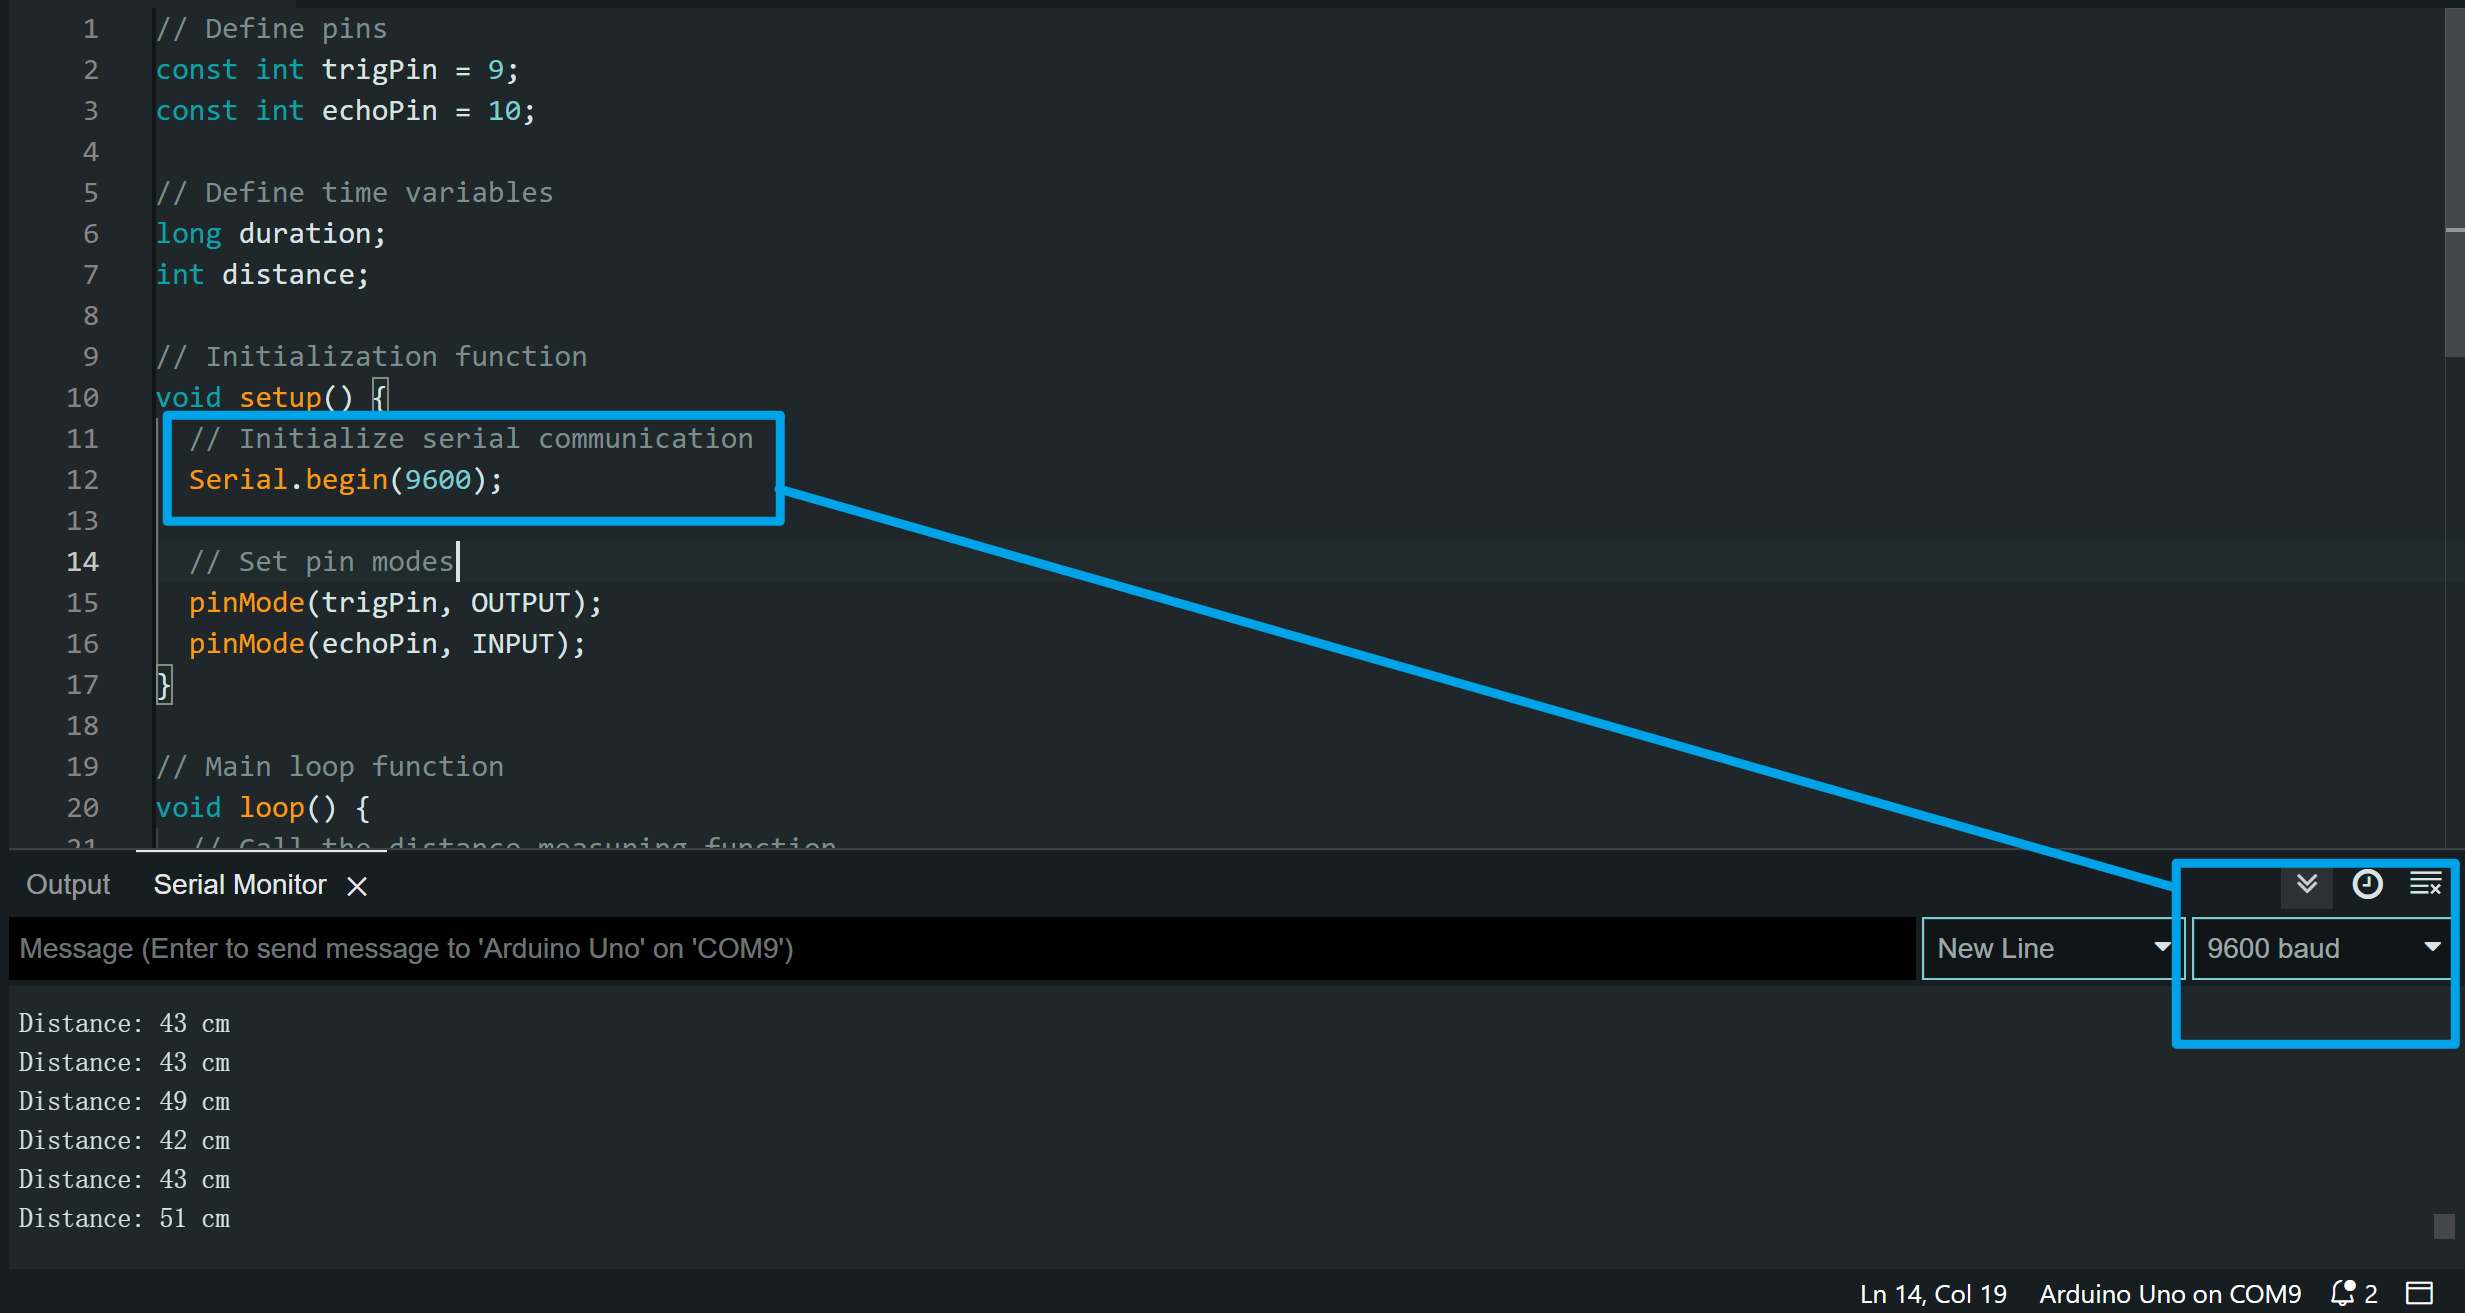 1 // Define pins
2 const int trigPin = 9;
3 const int echoPin = 10;
4
5 // Define time variables
6 long duration;
7 int distance;
8
9 // Initialization function
10 void setup() {
11 // Initialize serial communication
12 Serial.begin(9600);
13
14 // Set pin modes
15 pinMode(trigPin, OUTPUT);
16 pinMode(echoPin, INPUT);
17 }
18
19 // Main loop function
20 void loop() {
21 // Call the distance measuring function
Output Serial Monitor
Message (Enter to send message to 'Arduino Uno' on 'COM9') New Line 9600 baud
Distance: 43 cm
Distance: 43 cm
Distance: 49 cm
Distance: 42 cm
Distance: 43 cm
Distance: 51 cm
Ln 14, Col 19 Arduino Uno on COM9 2